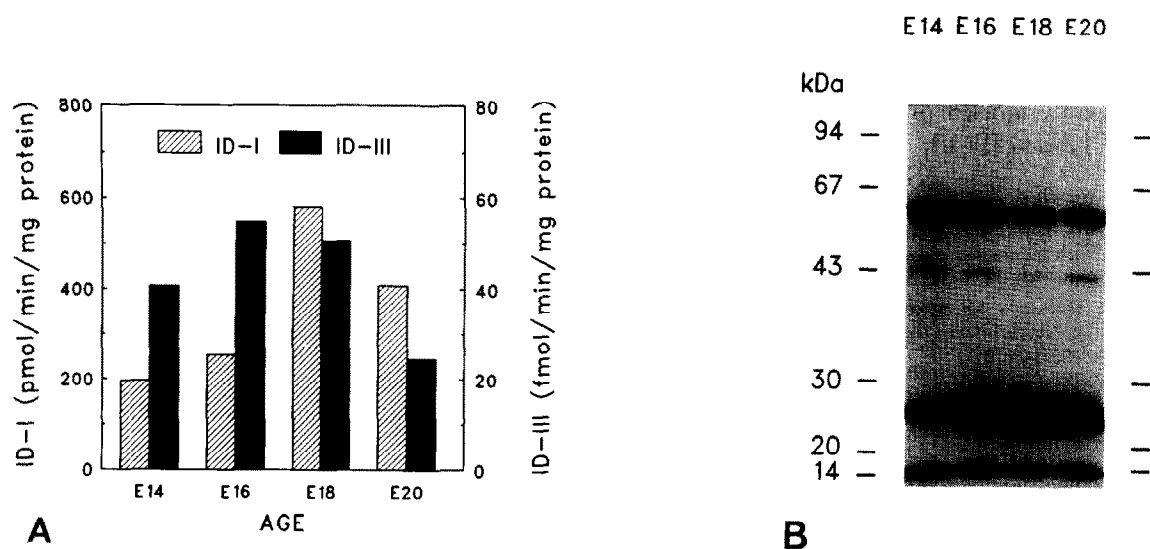 E14 E16 E18 E20
kDa
94
67
43
30
20
14
B
800
600
400
200
0
ID-I (pmol/min/mg protein)
ID-I
ID-III
80
60
40
20
0
ID-III (fmol/min/mg protein)
E14 E16 E18 E20
AGE
A